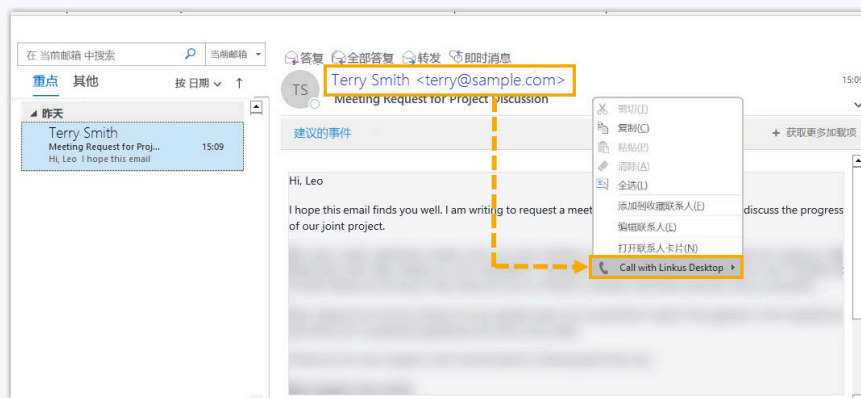 在 当前邮箱 中搜索
当前邮箱
重点 其他
按 日期 ↑
昨天
Terry Smith
Meeting Request for Proj...
15:09
Hi, Leo I hope this email
答复 全部答复 转发 即时消息
TS
Terry Smith <terry@sample.com>
15:09
Meeting Request for Project Discussion
建议的事件
+ 获取更多加载项
Hi, Leo
I hope this email finds you well. I am writing to request a meet
discuss the progress
of our joint project.
剪切(T)
复制(C)
粘贴(P)
清除(A)
全选(L)
添加到收藏联系人(F)
编辑联系人(E)
打开联系人卡片(N)
Call with Linkus Desktop